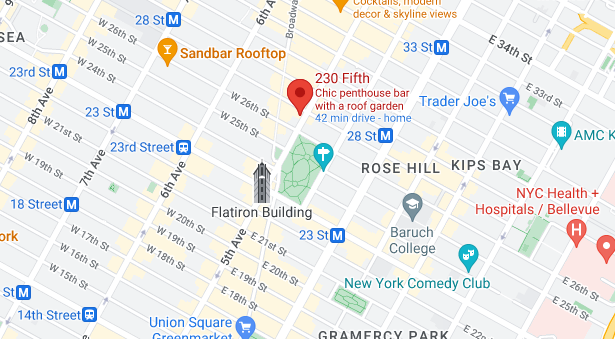 Cocktails, modern
decor & skyline views
28 St M
6th Ave
Broadway
SEA
W 26th St
W 25th St
Sandbar Rooftop
33 St M
E 34th St
23rd St M
W 24th St
230 Fifth
Chic penthouse bar
with a roof garden
42 min drive - home
8th Ave
W 26th St
W 25th St
Trader Joe's
23 St M
W 21st St
28 St M
AMC
23rd Street
7th Ave
6th Ave
W 19th St
ROSE HILL
KIPS BAY
NYC Health +
Hospitals / Bellevue
H
18 Street M
Flatiron Building
Baruch
College
W 20th St
W 19th St
W 18th St
5th Ave
23 St M
E 21st St
E 20th St
E 19th St
E 18th St
W 17th St
W 16th St
W 15th St
ork
New York Comedy Club
St M
14th Street
E 26th St
E 25th St
Union Square
Greenmarket
GRAMERCY PARK
E 22nd